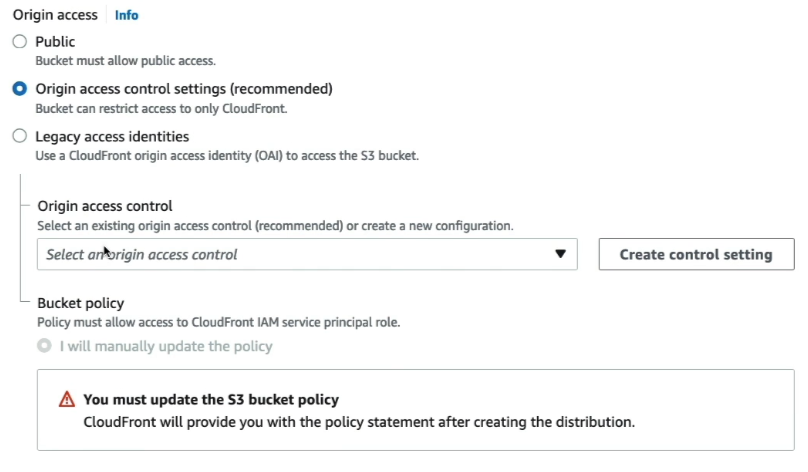 Origin access Info
Public
Bucket must allow public access.
Origin access control settings (recommended)
Bucket can restrict access to only CloudFront.
Legacy access identities
Use a CloudFront origin access identity (OAI) to access the S3 bucket.
Origin access control
Select an existing origin access control (recommended) or create a new configuration.
Select an origin access control
Create control setting
Bucket policy
Policy must allow access to CloudFront IAM service principal role.
I will manually update the policy
You must update the S3 bucket policy
CloudFront will provide you with the policy statement after creating the distribution.